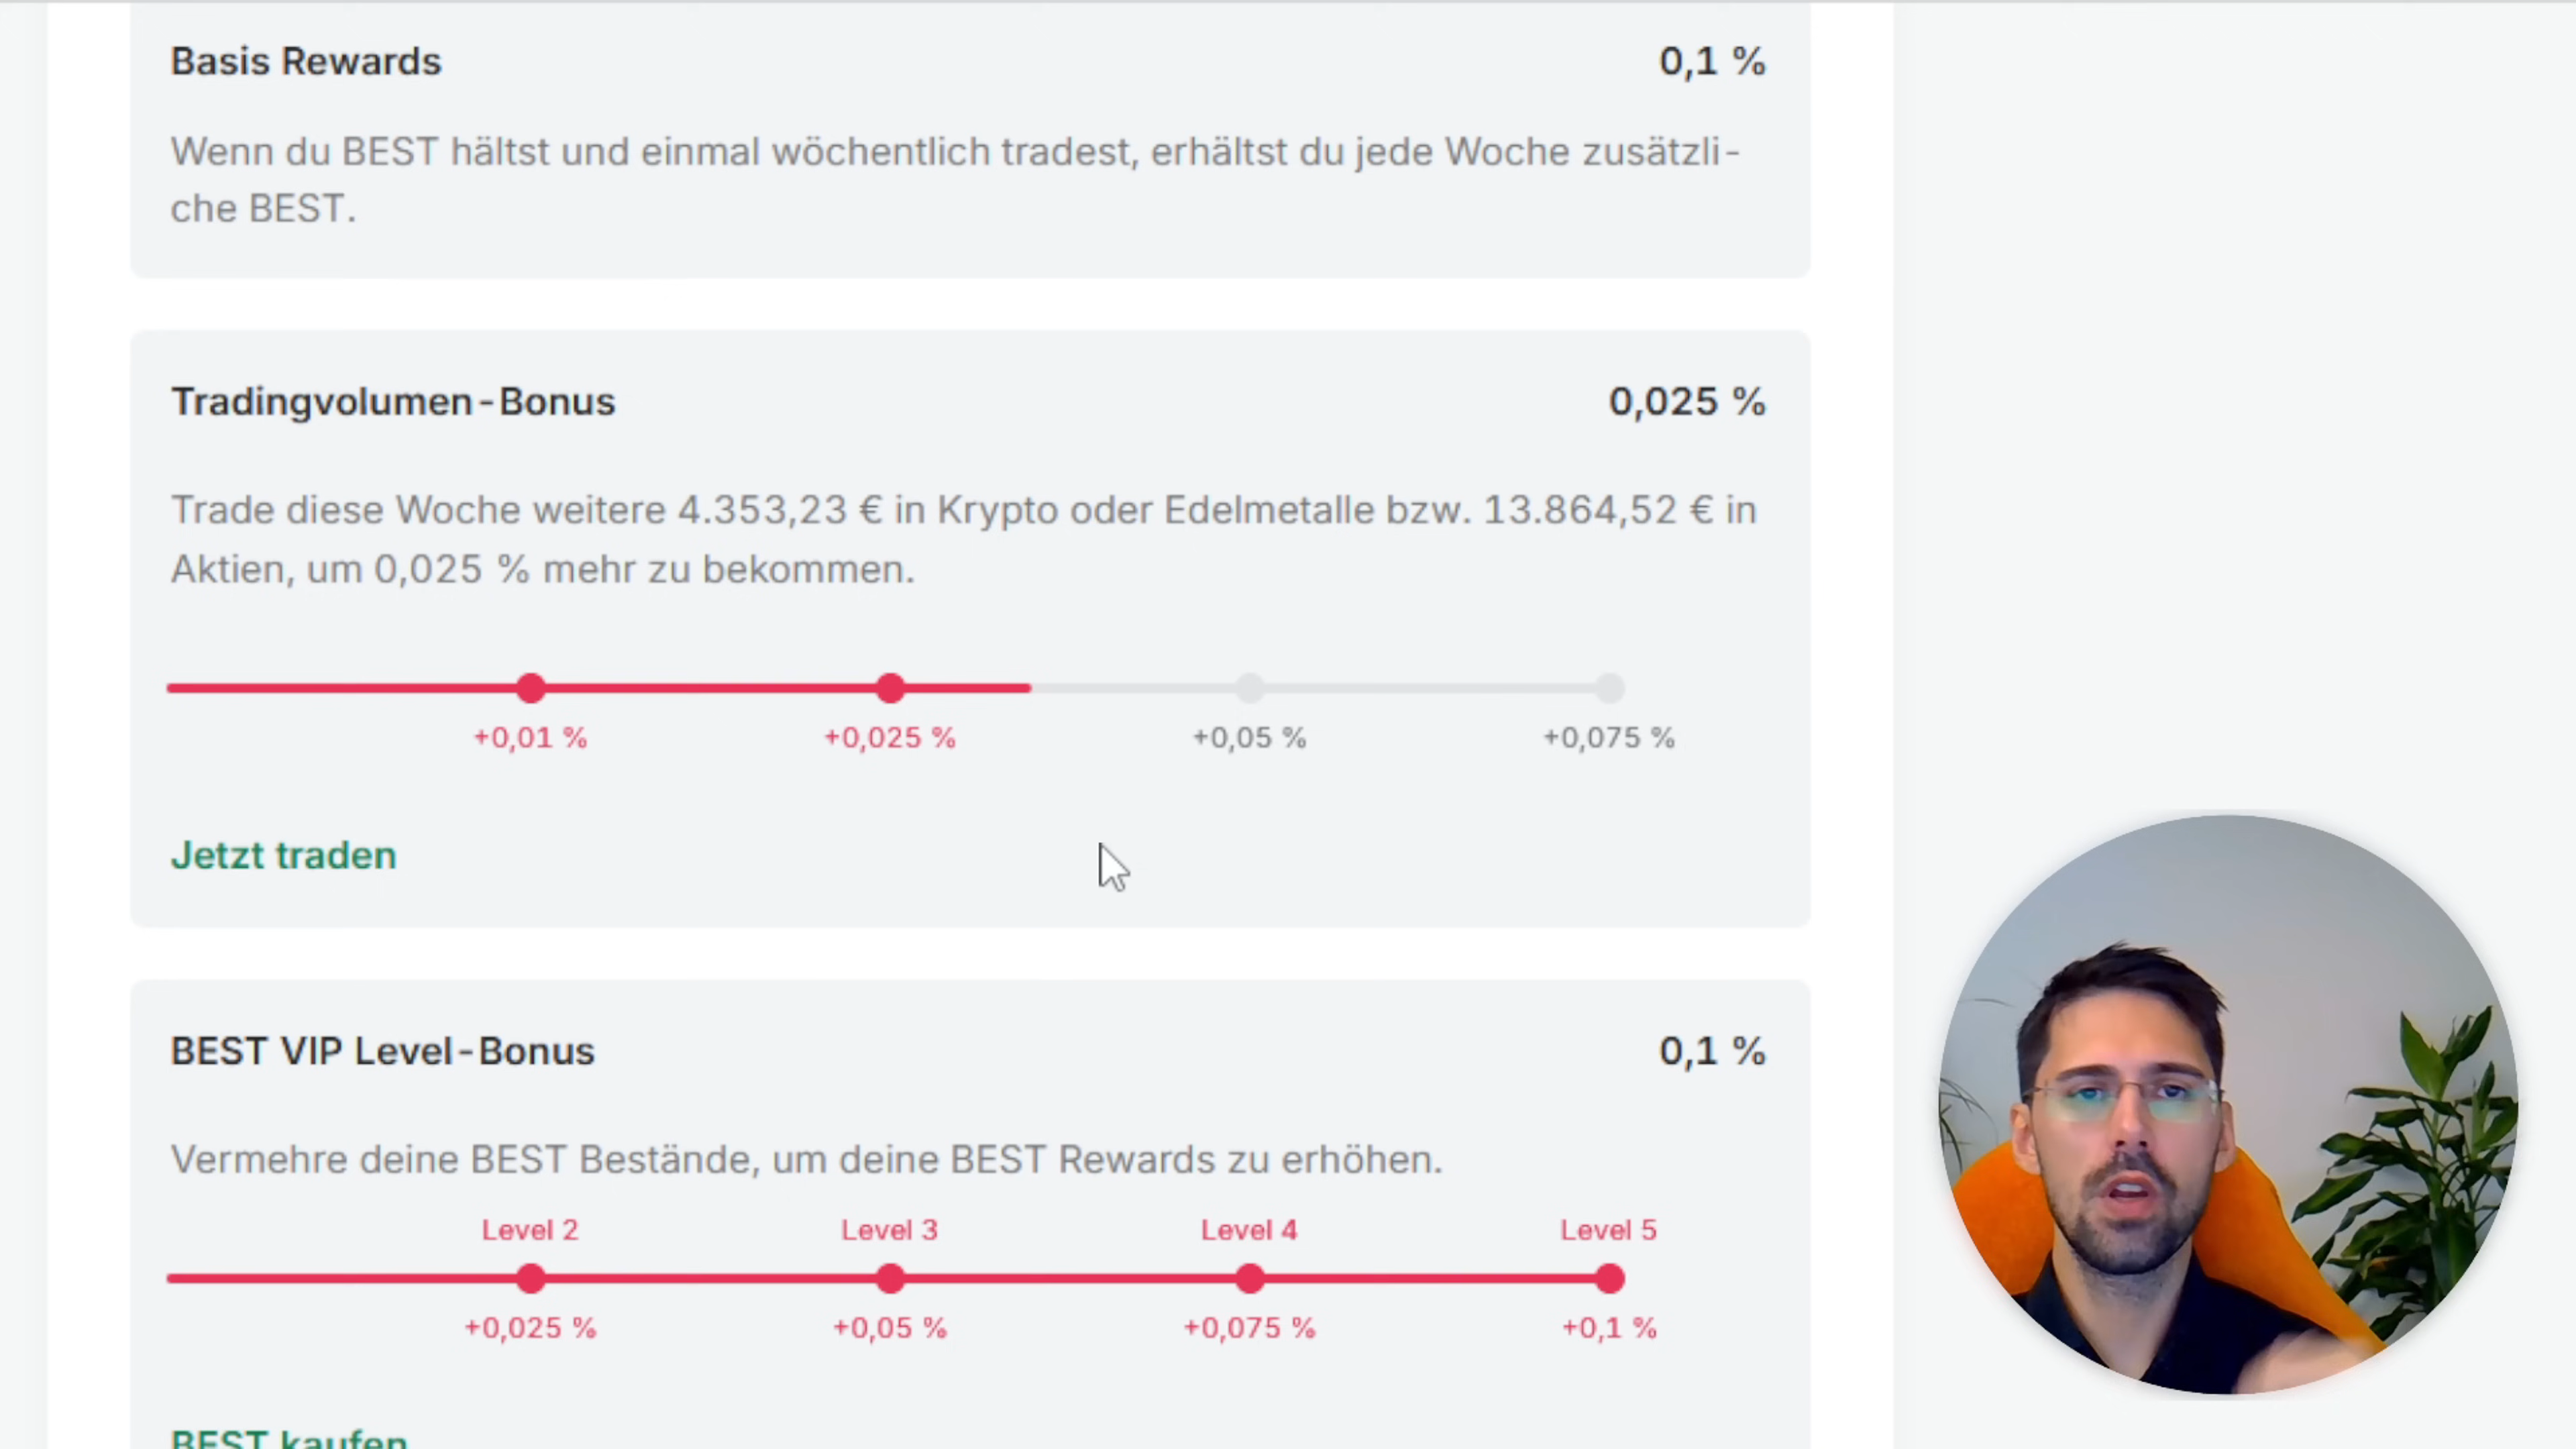 Basis Rewards
0,1 %
Wenn du BEST hältst und einmal wöchentlich tradest, erhältst du jede Woche zusätzli-
che BEST.
Tradingvolumen-Bonus
0,025 %
Trade diese Woche weitere 4.353,23 € in Krypto oder Edelmetalle bzw. 13.864,52 € in
Aktien, um 0,025 % mehr zu bekommen.
+0,01 %
+0,025 %
+0,05 %
+0,075 %
Jetzt traden
BEST VIP Level-Bonus
0,1 %
Vermehre deine BEST Bestände, um deine BEST Rewards zu erhöhen.
Level 2
Level 3
Level 4
Level 5
+0,025 %
+0,05 %
+0,075 %
+0,1 %
BEST kaufen